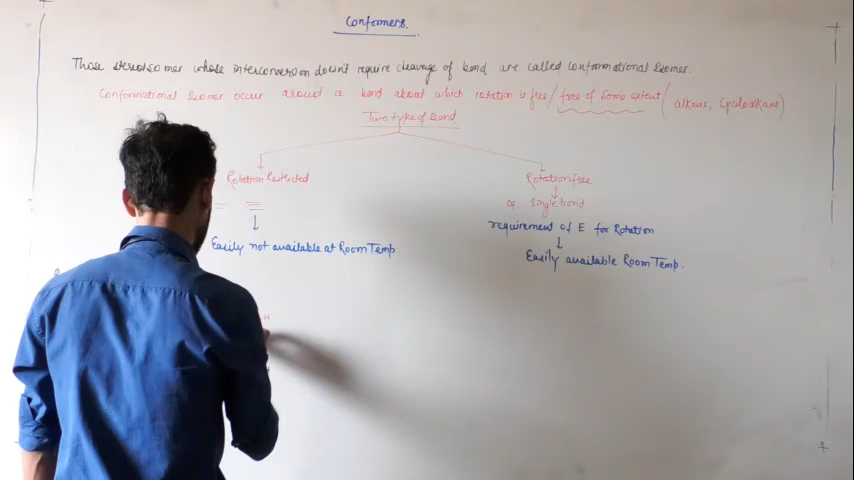 Conformers.
Those stereoisomer whose interconversion doesn't require cleavage of bond are called conformational Isomer.
Conformational Isomer occur around a bond about which rotation is free / free of some extent ( alkane, Cycloalkane )
Two type of Bond
Rotation Restricted
Rotation free
eg. Single bond
requirement of E for Rotation
Easily not available at Room Temp
Easily available Room Temp.
H